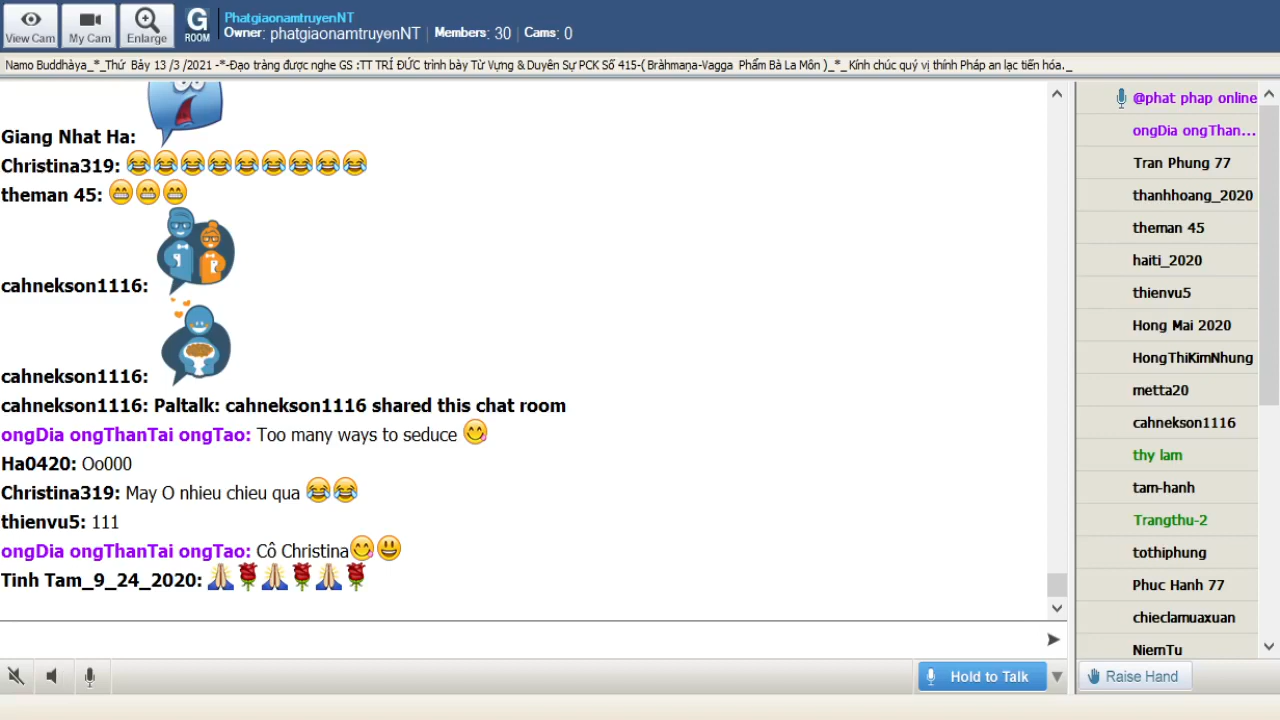 View Cam
My Cam
Enlarge
G
ROOM
PhatgiaonamtruyenNT
Owner: phatgiaonamtruyenNT | Members: 30 | Cams: 0
Namo Buddhàya_*_Thứ Bảy 13 /3 /2021 -*-Đạo tràng được nghe GS :TT TRÍ ĐỨC trình bày Từ Vựng & Duyên Sự PCK Số 415-( Bràhmaṇa-Vagga Phẩm Bà La Môn )_*_ Kính chúc quý vị thính Pháp an lạc tiến hóa._
Giang Nhat Ha:
Christina319: 😂😂😂😂😂😂😂😂😂
theman 45: 😁😁😁
cahnekson1116:
cahnekson1116:
cahnekson1116: Paltalk: cahnekson1116 shared this chat room
ongDia ongThanTai ongTao: Too many ways to seduce 😋
Ha0420: Oo000
Christina319: May O nhieu chieu qua 😂😂
thienvu5: 111
ongDia ongThanTai ongTao: Cô Christina😋😃
Tinh Tam_9_24_2020: 🙏🌹🙏🌹🙏🌹
@phat phap online
ongDia ongThan...
Tran Phung 77
thanhhoang_2020
theman 45
haiti_2020
thienvu5
Hong Mai 2020
HongThiKimNhung
metta20
cahnekson1116
thy lam
tam-hanh
Trangthu-2
tothiphung
Phuc Hanh 77
chieclamuaxuan
NiemTu
Hold to Talk
Raise Hand